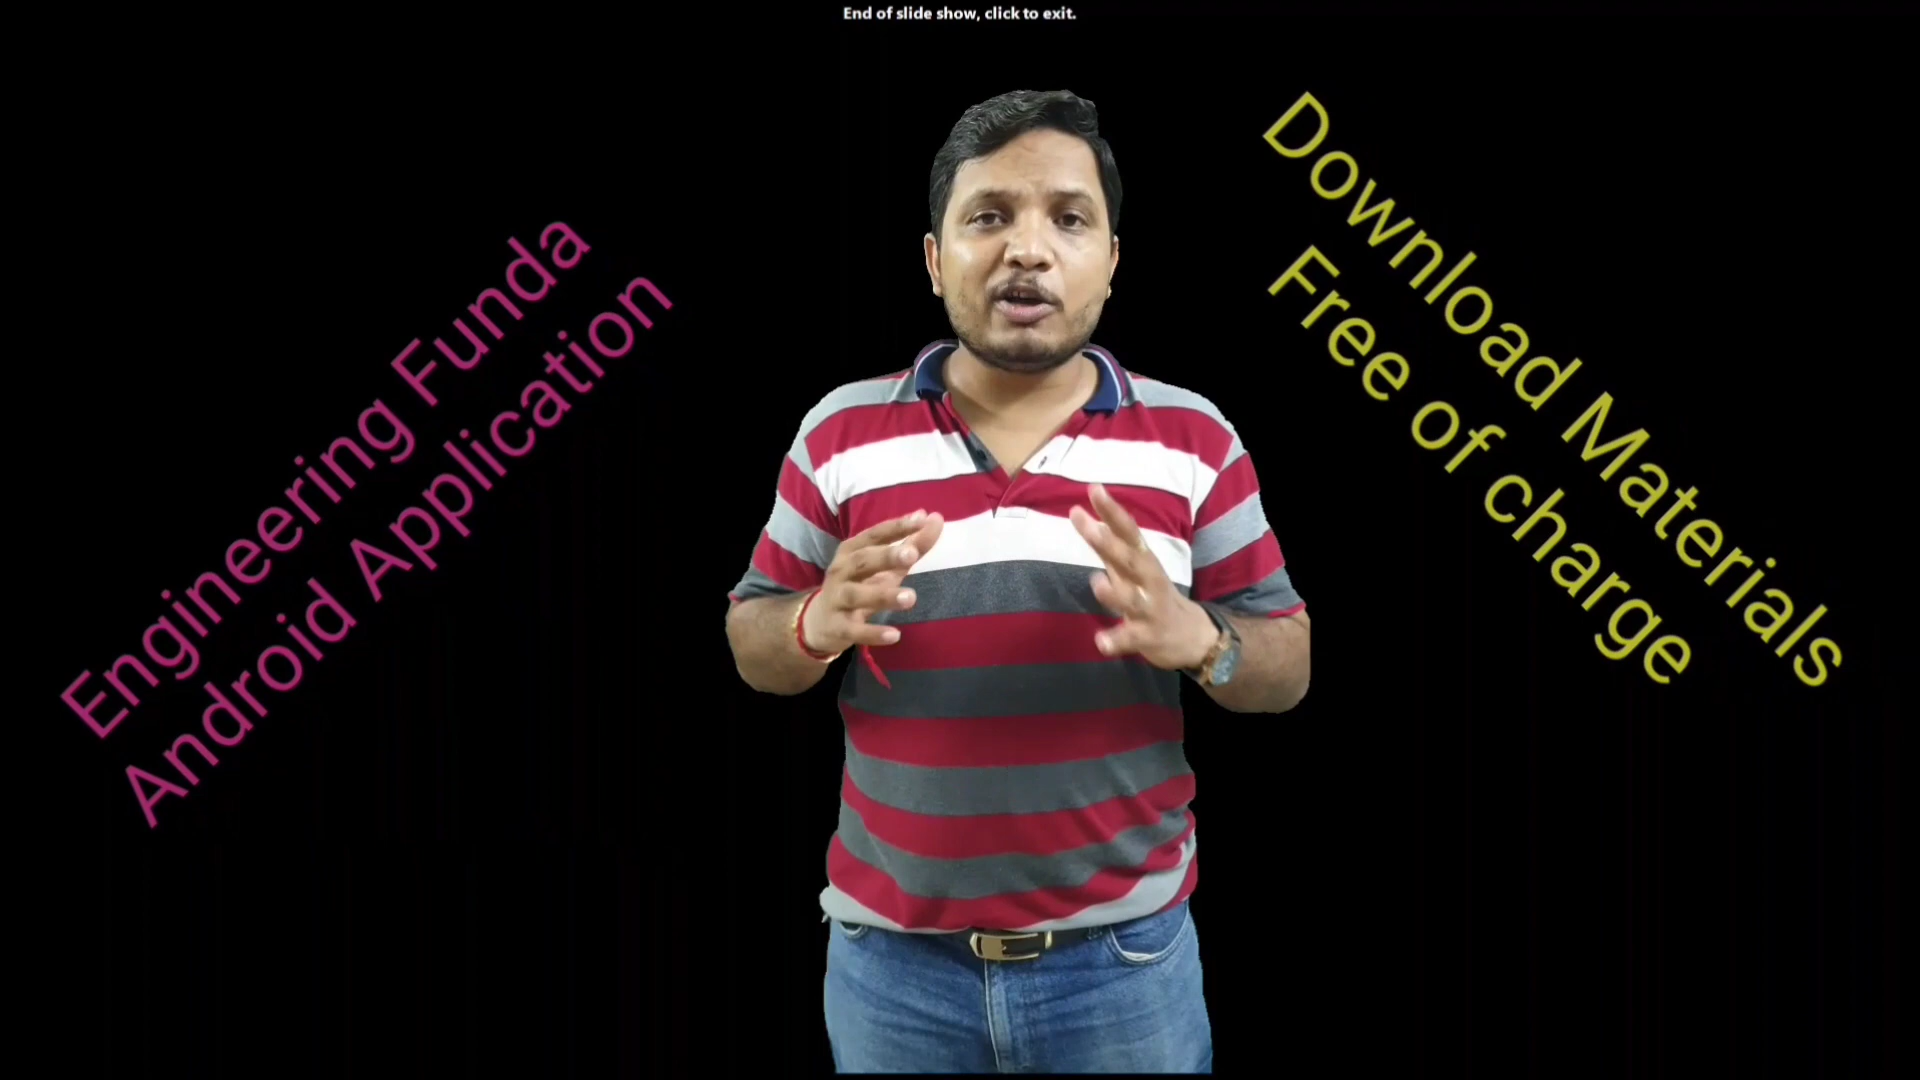 End of slide show, click to exit.
Engineering Funda
Android Application
Download Materials
Free of charge